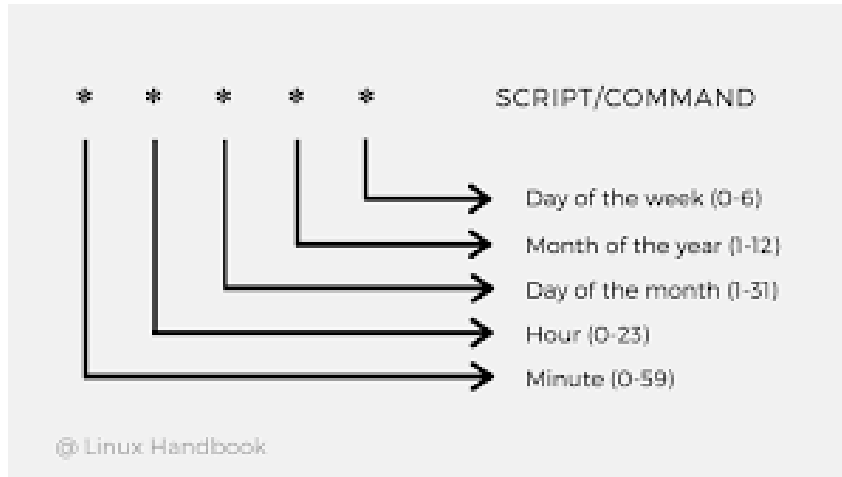 * * * * * SCRIPT/COMMAND
Day of the week (0-6)
Month of the year (1-12)
Day of the month (1-31)
Hour (0-23)
Minute (0-59)
@ Linux Handbook